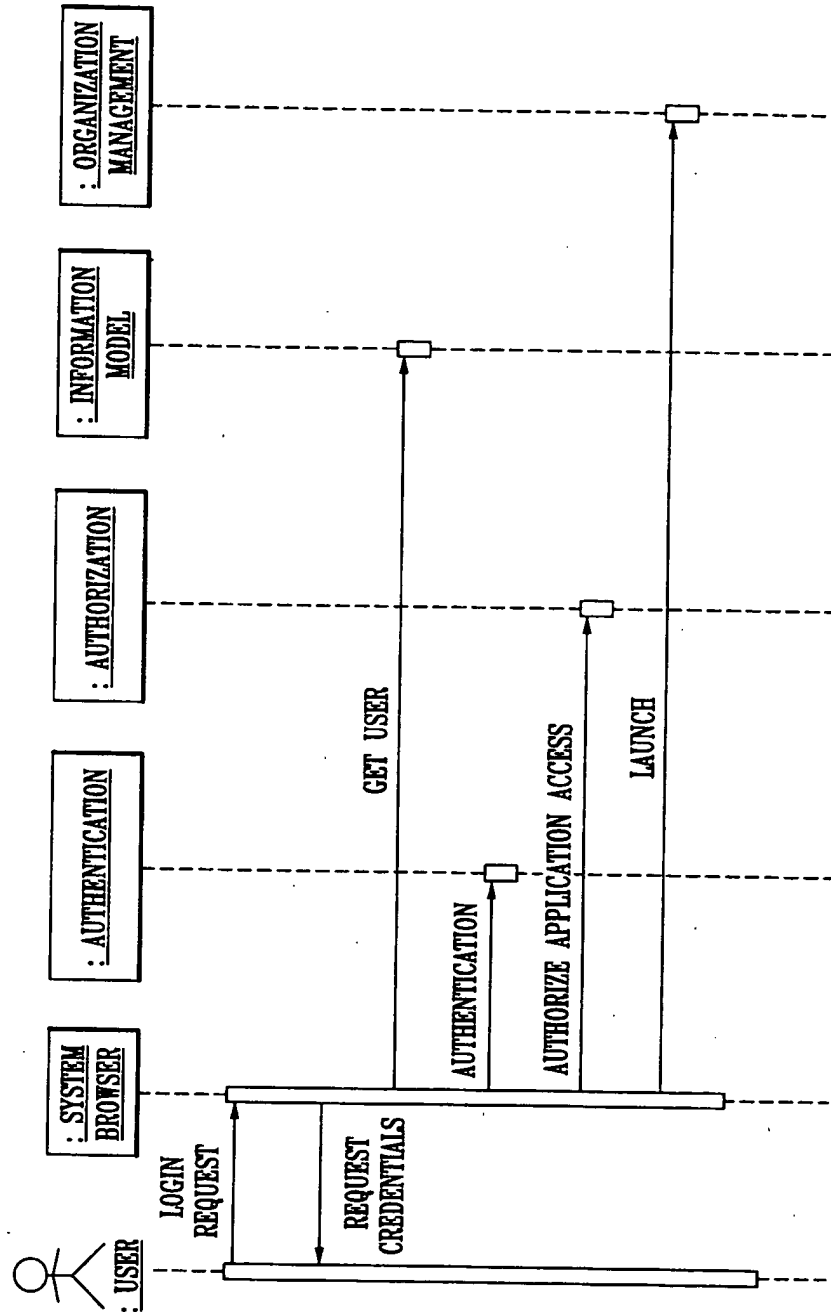 : USER
: SYSTEM
BROWSER
: AUTHENTICATION
: AUTHORIZATION
: INFORMATION
MODEL
: ORGANIZATION
MANAGEMENT
LOGIN
REQUEST
REQUEST
CREDENTIALS
GET USER
AUTHENTICATION
AUTHORIZE APPLICATION ACCESS
LAUNCH